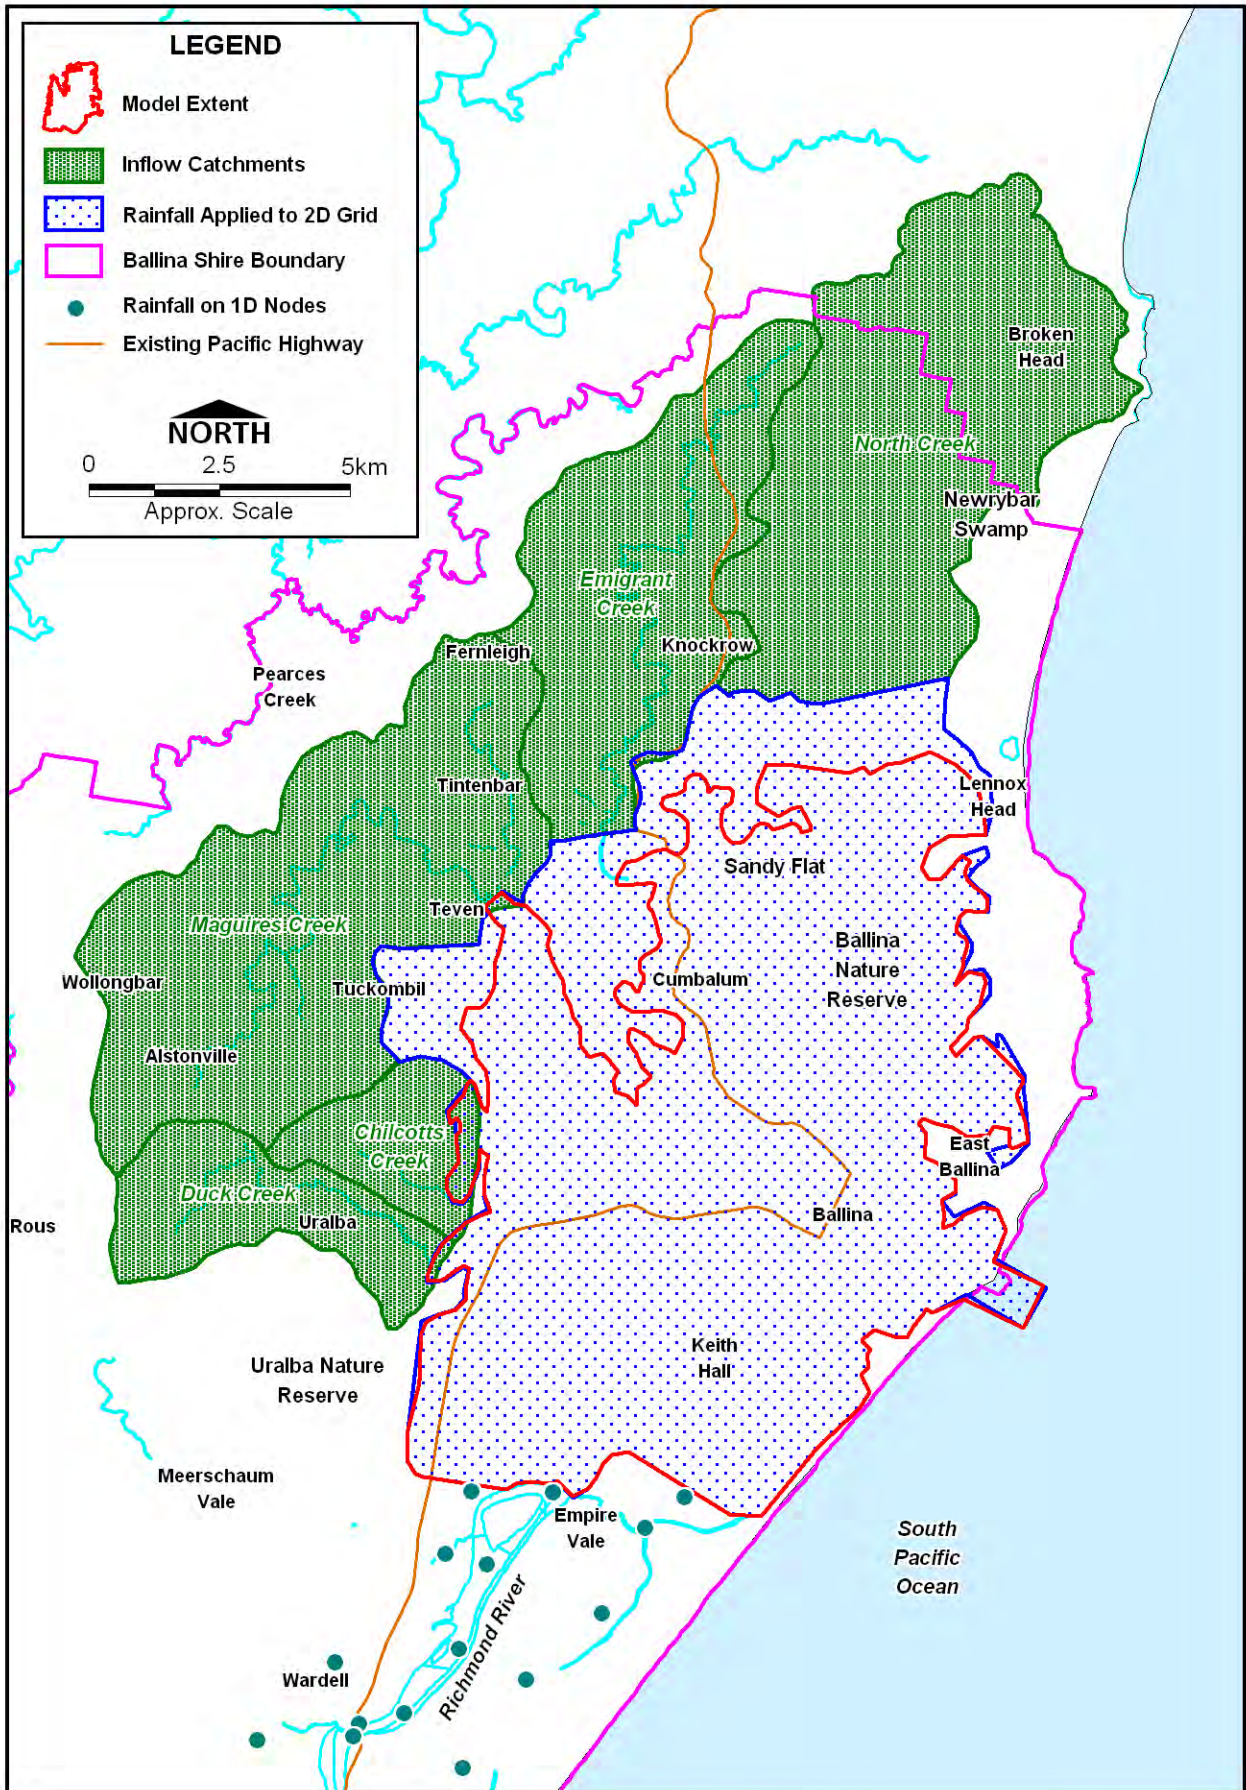 LEGEND
Model Extent
Inflow Catchments
Rainfall Applied to 2D Grid
Ballina Shire Boundary
Rainfall on 1D Nodes
Existing Pacific Highway
NORTH
0 2.5 5km
Approx. Scale
Broken
Head
North Creek
Newrybar
Swamp
Emigrant
Creek
Knockrow
Fernleigh
Pearces
Creek
Tintenbar
Lennox
Head
Sandy Flat
Teven
Maguires Creek
Ballina
Nature
Reserve
Wollongbar
Tuckombil
Cumbalum
Alstonville
Chilcotts
Creek
East
Ballina
Duck Creek
Uralba
Ballina
Rous
Keith
Hall
Uralba Nature
Reserve
Meerschaum
Vale
Empire
Vale
South
Pacific
Ocean
Richmond River
Wardell